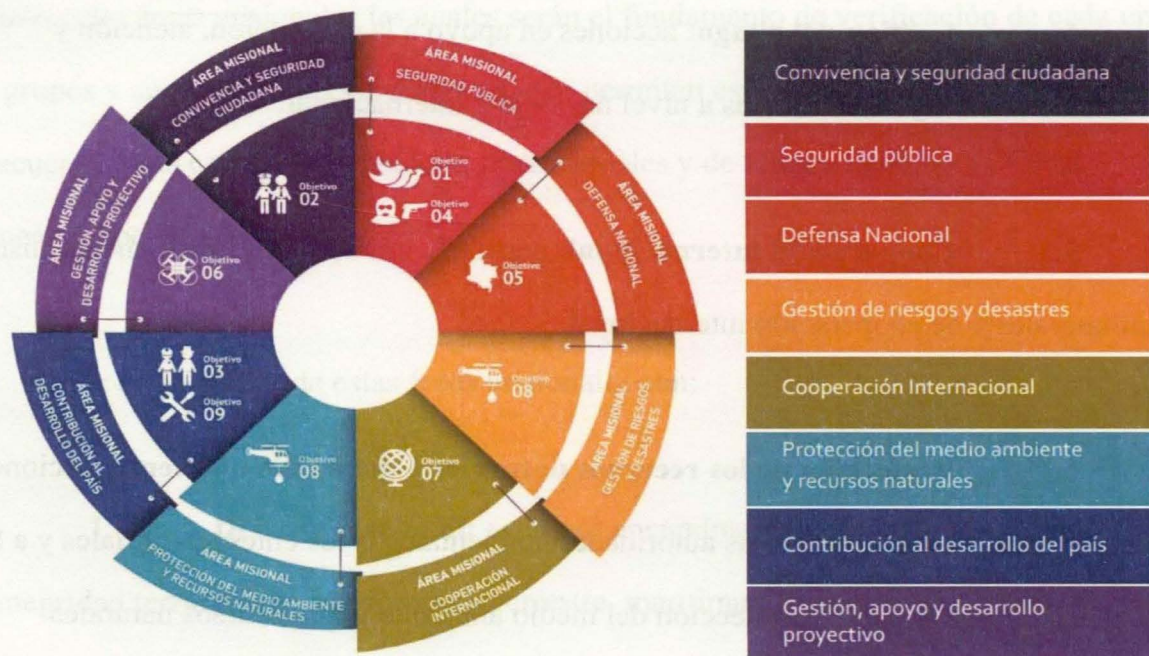 ÁREA MISIONAL
CONVIVENCIA Y SEGURIDAD
CIUDADANA
ÁREA MISIONAL
SEGURIDAD PÚBLICA
ÁREA MISIONAL
DEFENSA NACIONAL
ÁREA MISIONAL
GESTIÓN DE RIESGOS
Y DESASTRES
ÁREA MISIONAL
COOPERACIÓN
INTERNACIONAL
ÁREA MISIONAL
PROTECCIÓN DEL MEDIO AMBIENTE
Y RECURSOS NATURALES
ÁREA MISIONAL
CONTRIBUCIÓN AL
DESARROLLO DEL PAÍS
ÁREA MISIONAL
GESTIÓN, APOYO Y
DESARROLLO PROYECTIVO
Objetivo
02
Objetivo
01
Objetivo
04
Objetivo
05
Objetivo
08
Objetivo
07
Objetivo
08
Objetivo
03
Objetivo
09
Objetivo
06
Convivencia y seguridad ciudadana
Seguridad pública
Defensa Nacional
Gestión de riesgos y desastres
Cooperación Internacional
Protección del medio ambiente
y recursos naturales
Contribución al desarrollo del país
Gestión, apoyo y desarrollo
proyectivo